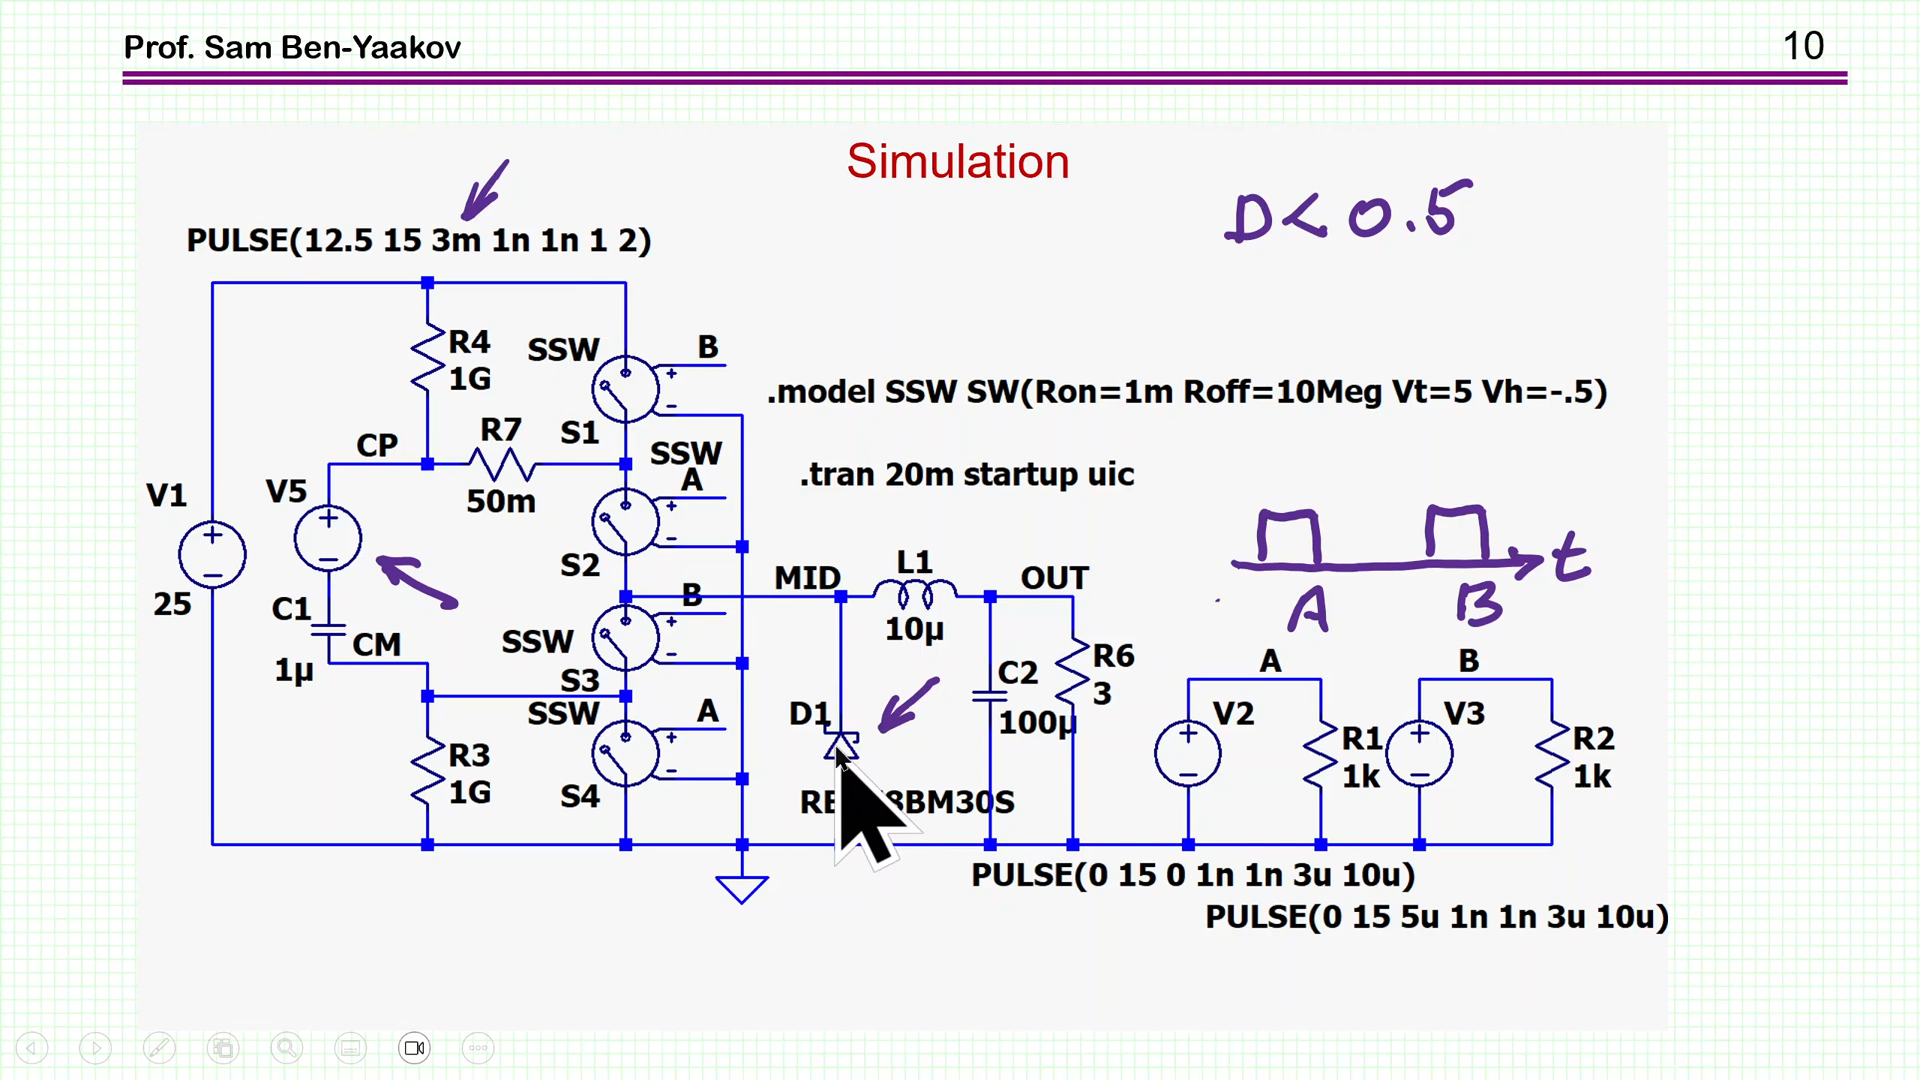 Prof. Sam Ben-Yaakov
10
Simulation
D<0.5
PULSE(12.5 15 3m 1n 1n 1 2)
R4
1G
SSW
B
+
-
S1
.model SSW SW(Ron=1m Roff=10Meg Vt=5 Vh=-.5)
CP
R7
50m
SSW
A
+
-
S2
.tran 20m startup uic
V1
+
-
25
V5
+
-
C1
1µ
CM
MID
L1
10µ
OUT
t
A
B
SSW
B
+
-
S3
R3
1G
SSW
A
+
-
S4
D1
C2
100µ
R6
3
A
V2
+
-
R1
1k
B
V3
+
-
R2
1k
PULSE(0 15 0 1n 1n 3u 10u)
PULSE(0 15 5u 1n 1n 3u 10u)